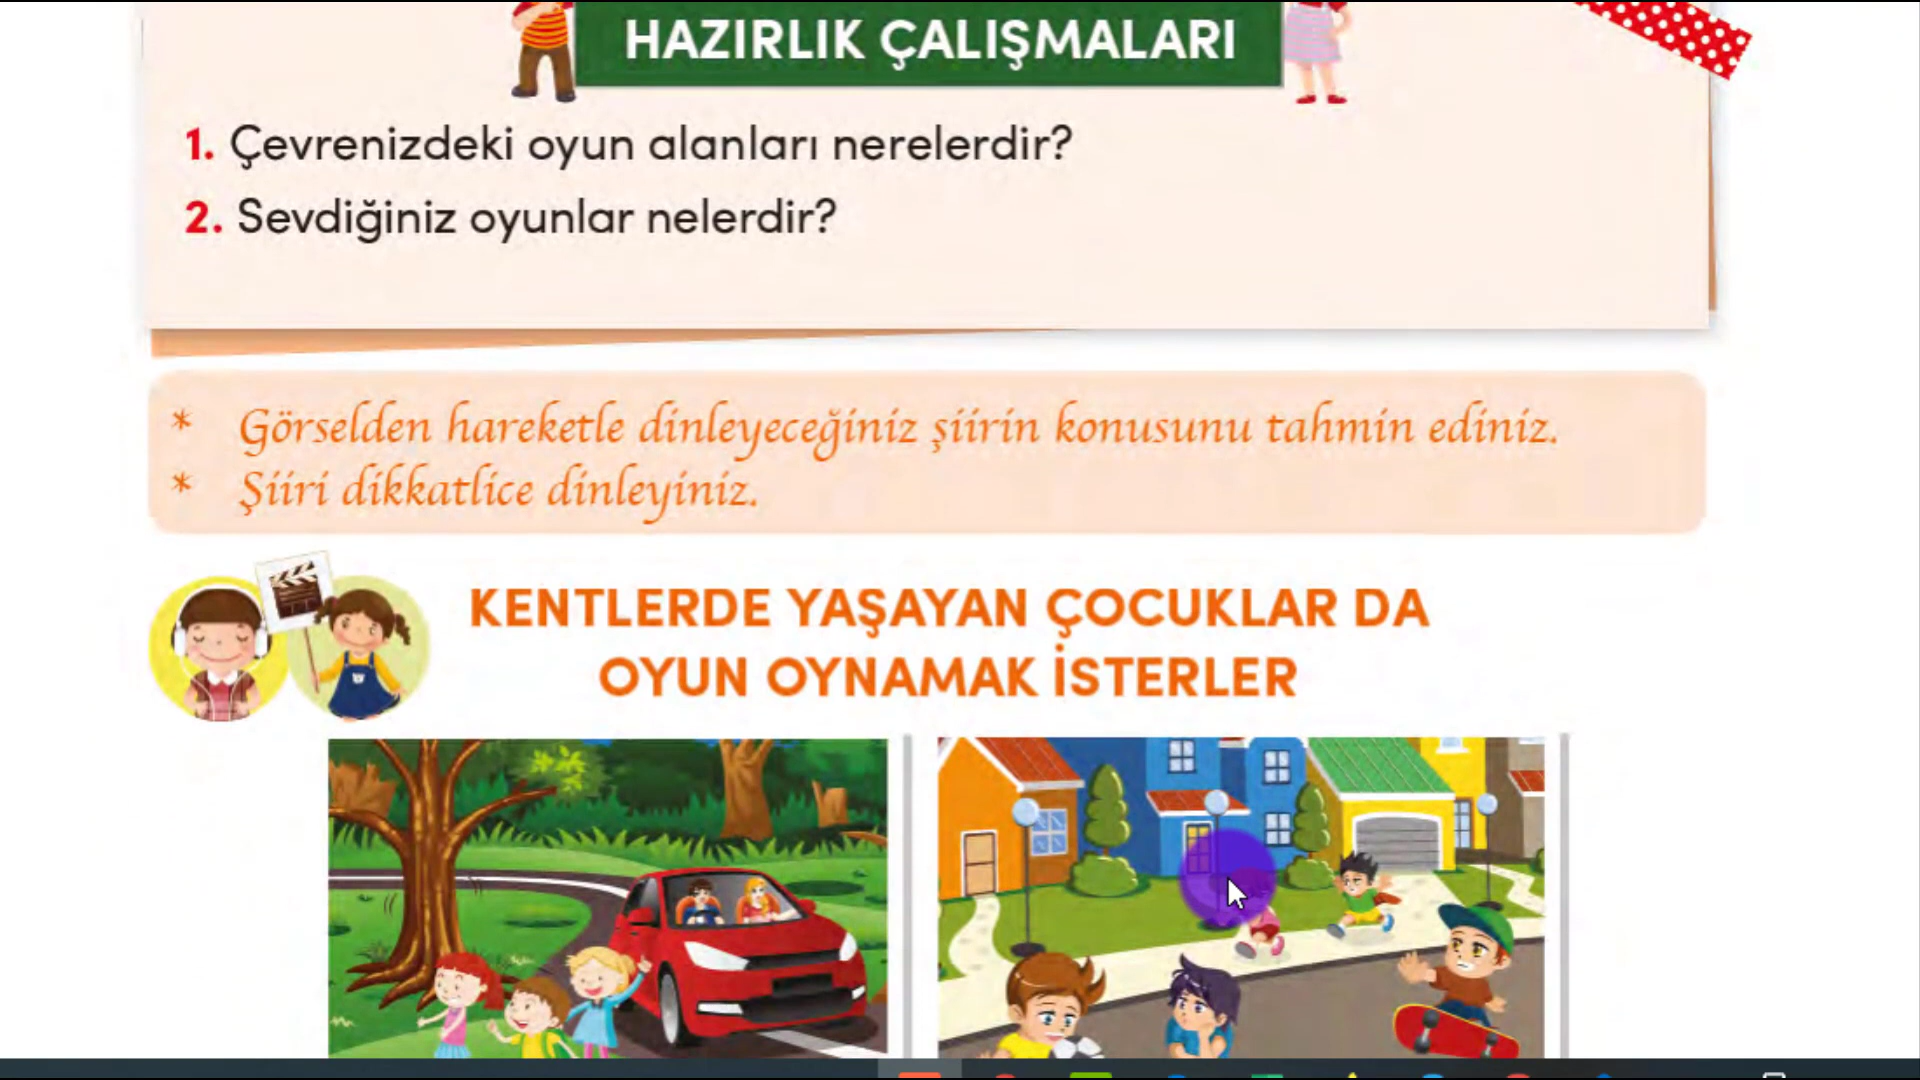 HAZIRLIK ÇALIŞMALARI
1. Çevrenizdeki oyun alanları nerelerdir?
2. Sevdiğiniz oyunlar nelerdir?
* Görselden hareketle dinleyeceğiniz şiirin konusunu tahmin ediniz.
* Şiiri dikkatlice dinleyiniz.
KENTLERDE YAŞAYAN ÇOCUKLAR DA
OYUN OYNAMAK İSTERLER